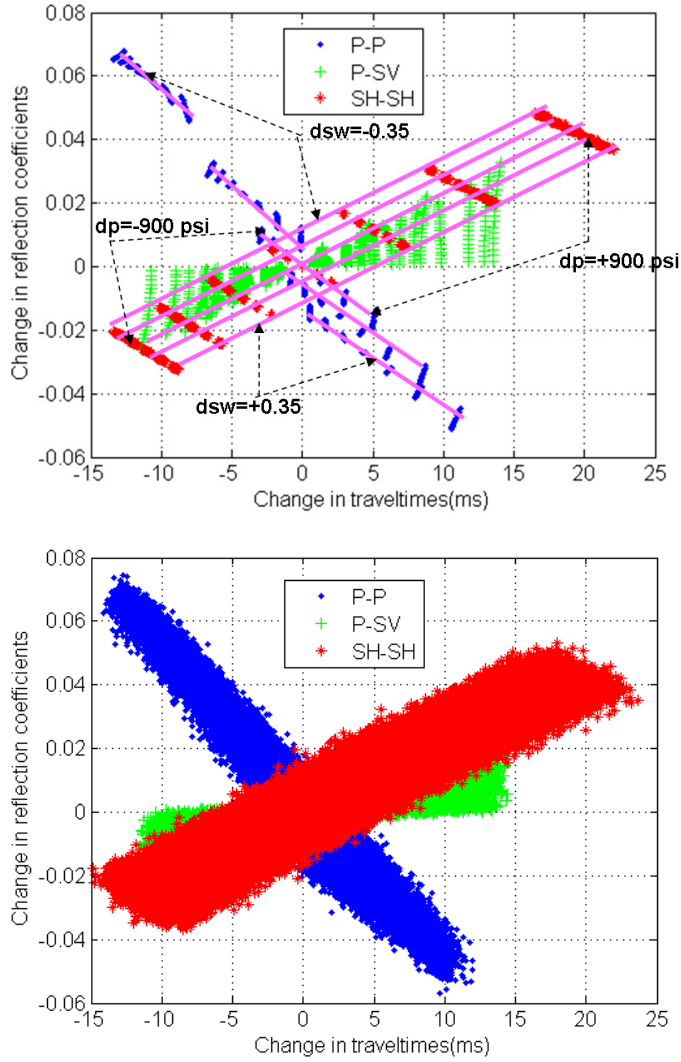 0.08
P-P
P-SV
SH-SH
0.06
0.04
dsw=-0.35
0.02
dp=-900 psi
0
dp=+900 psi
-0.02
-0.04
dsw=+0.35
-0.06
-15 -10 -5 0 5 10 15 20 25
Change in traveltimes(ms)
Change in reflection coefficients
0.08
P-P
P-SV
SH-SH
0.06
0.04
0.02
0
-0.02
-0.04
-0.06
-15 -10 -5 0 5 10 15 20 25
Change in traveltimes(ms)
Change in reflection coefficients